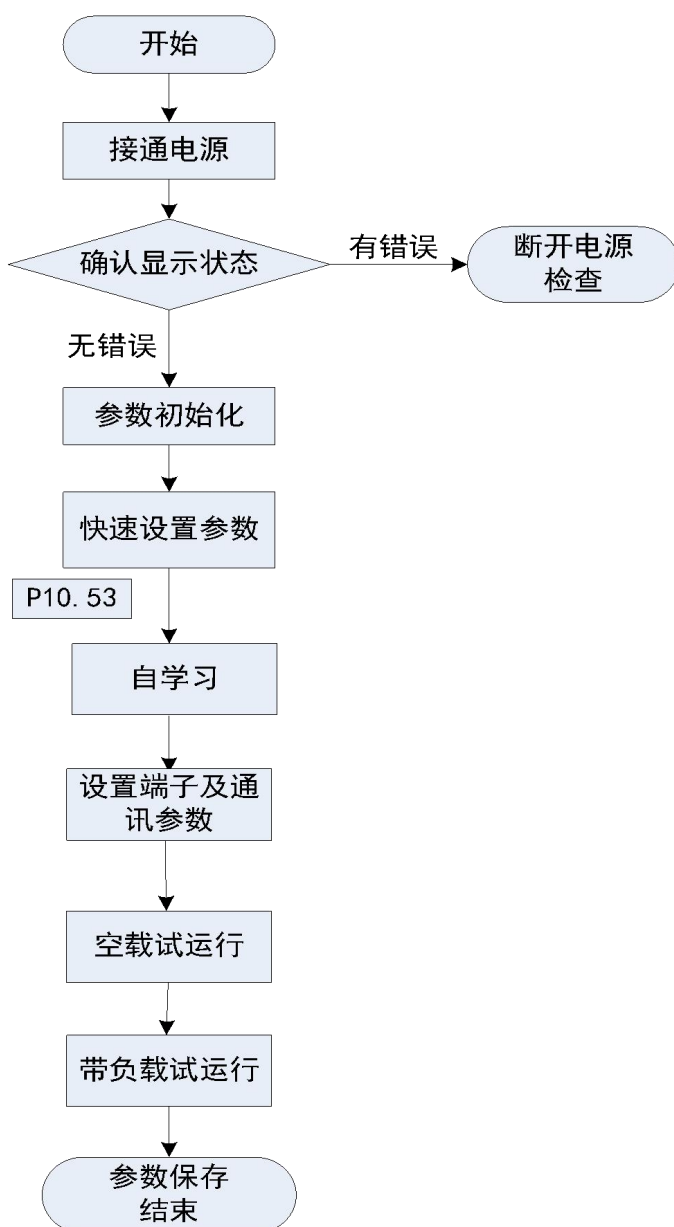 开始
接通电源
确认显示状态
有错误
断开电源
检查
无错误
参数初始化
快速设置参数
P10.53
自学习
设置端子及通
讯参数
空载试运行
带负载试运行
参数保存
结束